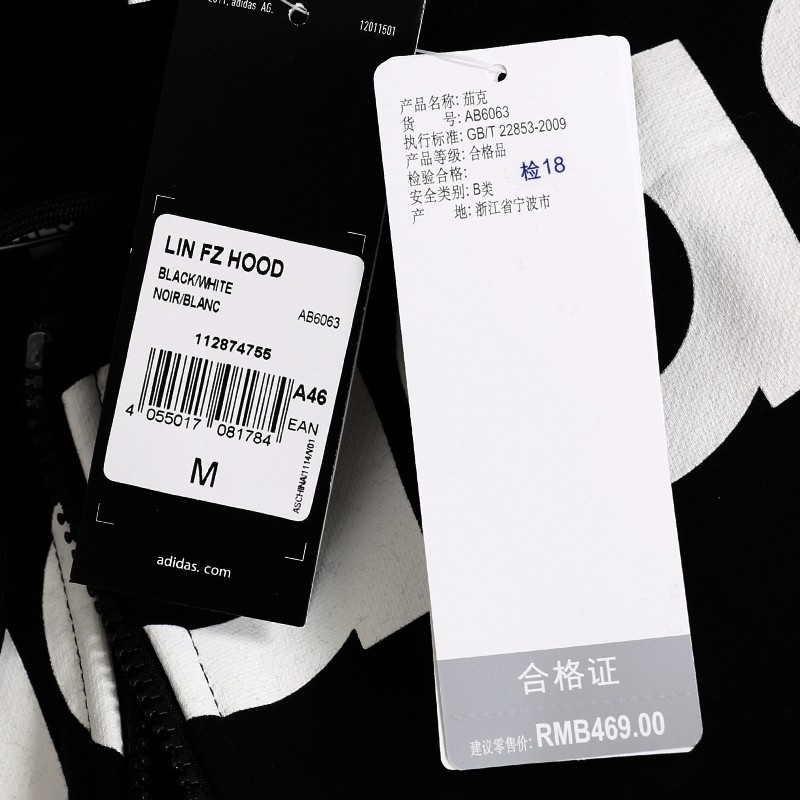 2011, adidas AG.
12011501
LIN FZ HOOD
BLACK/WHITE
NOIR/BLANC
AB6063
112874755
A46
4 055017 081784
EAN
M
ASCHINA/1114/N01
adidas. com
产品名称: 茄克
货 号: AB6063
执行标准: GB/T 22853-2009
产品等级: 合格品
检验合格: 检18
安全类别: B类
产 地: 浙江省宁波市
合格证
建议零售价: RMB469.00